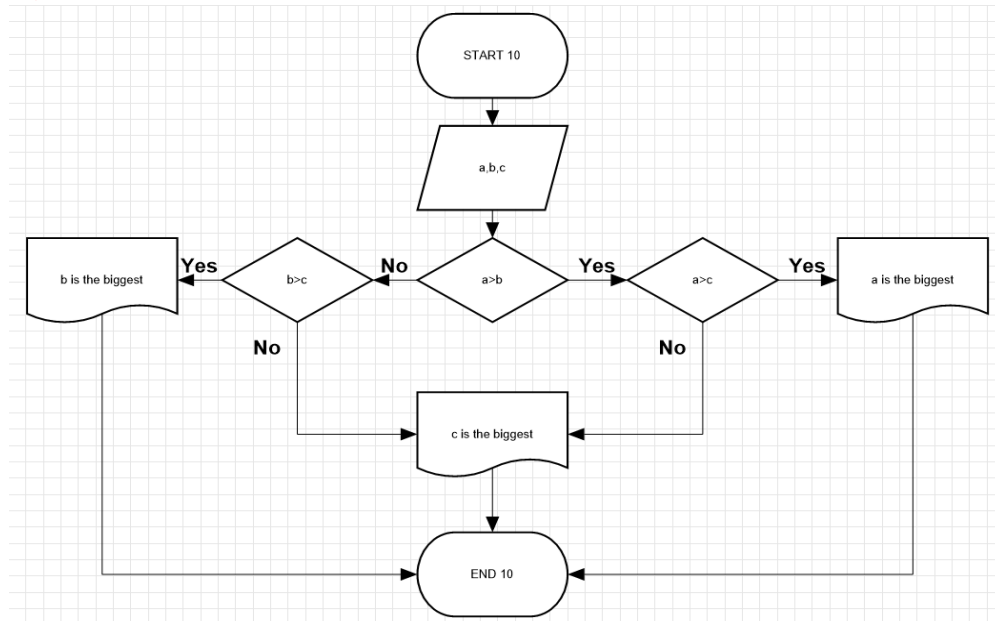 START 10
a,b,c
b is the biggest
Yes
b>c
No
a>b
Yes
a>c
Yes
a is the biggest
No
No
c is the biggest
END 10